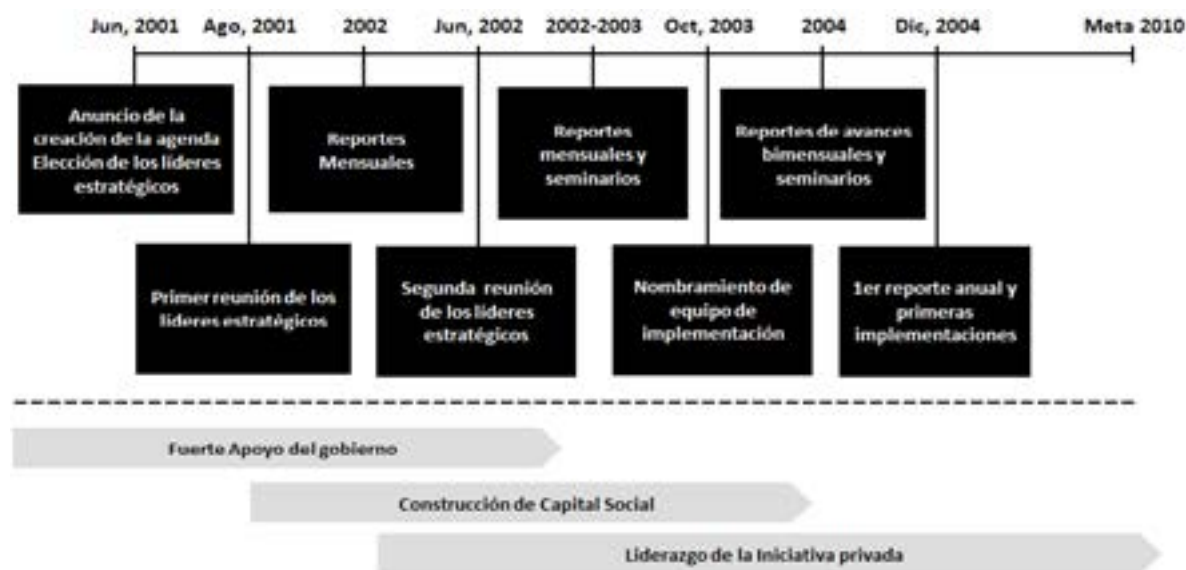 Jun, 2001 Ago, 2001 2002 Jun, 2002 2002-2003 Oct, 2003 2004 Dic, 2004 Meta 2010
Anuncio de la
creación de la agenda
Elección de los líderes
estratégicos
Reportes
Mensuales
Reportes
mensuales y
seminarios
Reportes de avances
bimensuales y
seminarios
Primer reunión de los
líderes estratégicos
Segunda reunión
de los líderes
estratégicos
Nombramiento de
equipo de
implementación
1er reporte anual y
primeras
implementaciones
Fuerte Apoyo del gobierno
Construcción de Capital Social
Liderazgo de la Iniciativa privada